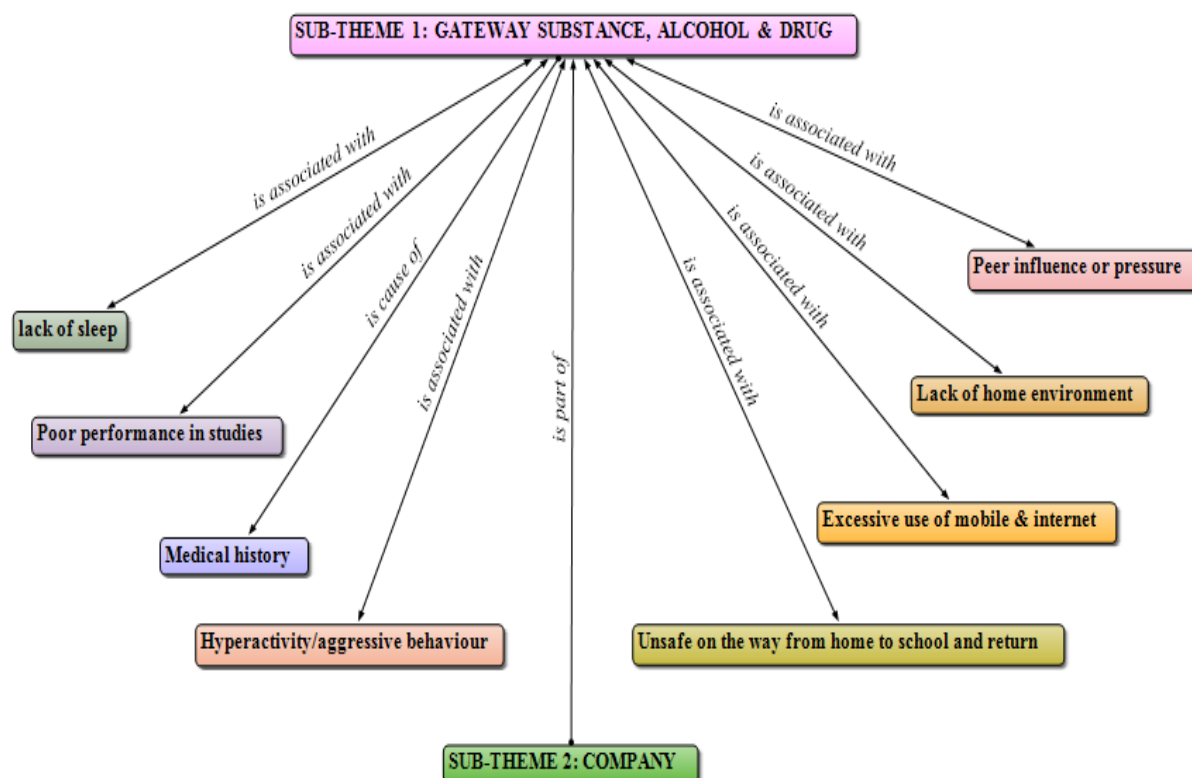 SUB-THEME 1: GATEWAY SUBSTANCE, ALCOHOL & DRUG
is associated with
is associated with
is cause of
is associated with
is part of
is associated with
is associated with
is associated with
is associated with
Peer influence or pressure
lack of sleep
Lack of home environment
Poor performance in studies
Excessive use of mobile & internet
Medical history
Hyperactivity/aggressive behaviour
Unsafe on the way from home to school and return
SUB-THEME 2: COMPANY